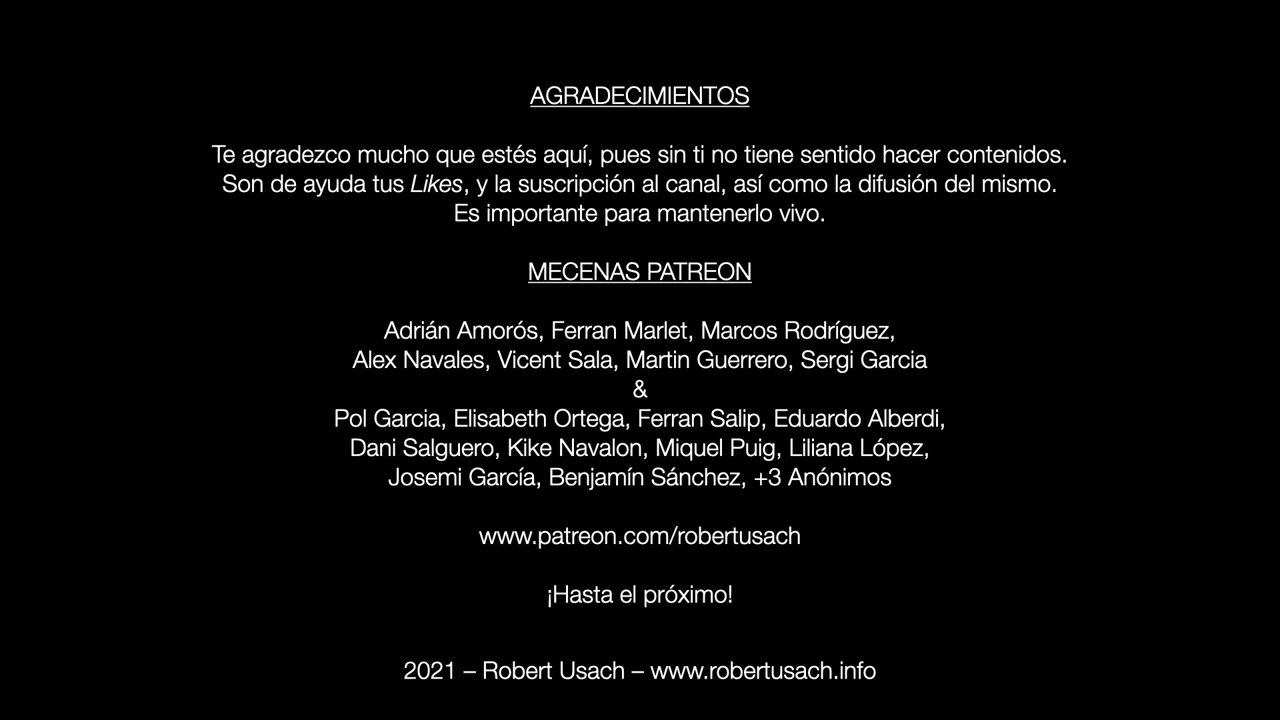 AGRADECIMIENTOS
Te agradezco mucho que estés aquí, pues sin ti no tiene sentido hacer contenidos.
Son de ayuda tus Likes, y la suscripción al canal, así como la difusión del mismo.
Es importante para mantenerlo vivo.
MECENAS PATREON
Adrián Amorós, Ferran Marlet, Marcos Rodríguez,
Alex Navales, Vicent Sala, Martin Guerrero, Sergi Garcia
&
Pol Garcia, Elisabeth Ortega, Ferran Salip, Eduardo Alberdi,
Dani Salguero, Kike Navalon, Miquel Puig, Liliana López,
Josemi García, Benjamín Sánchez, +3 Anónimos
www.patreon.com/robertusach
¡Hasta el próximo!
2021 – Robert Usach – www.robertusach.info